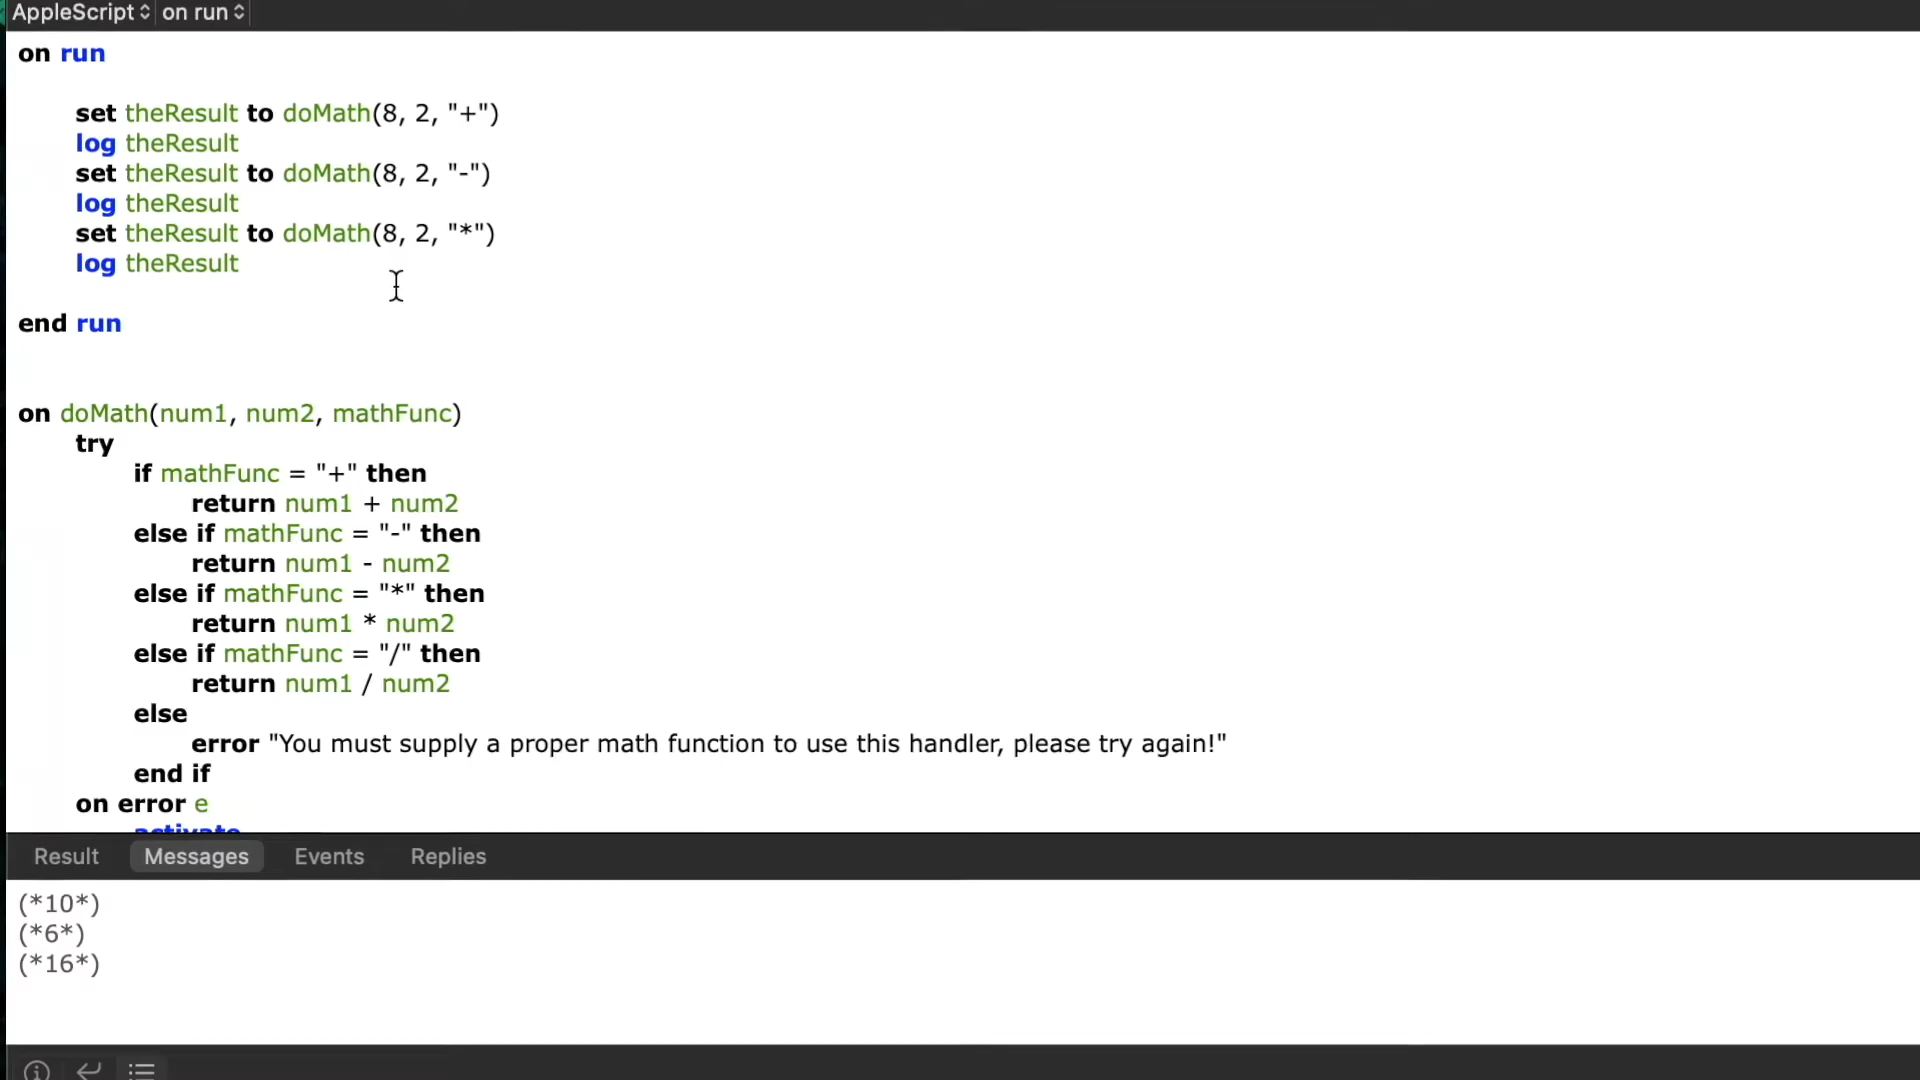 AppleScript on run
on run
set theResult to doMath(8, 2, "+")
log theResult
set theResult to doMath(8, 2, "-")
log theResult
set theResult to doMath(8, 2, "*")
log theResult
end run
on doMath(num1, num2, mathFunc)
try
if mathFunc = "+" then
return num1 + num2
else if mathFunc = "-" then
return num1 - num2
else if mathFunc = "*" then
return num1 * num2
else if mathFunc = "/" then
return num1 / num2
else
error "You must supply a proper math function to use this handler, please try again!"
end if
on error e
activate
Result Messages Events Replies
(*10*)
(*6*)
(*16*)